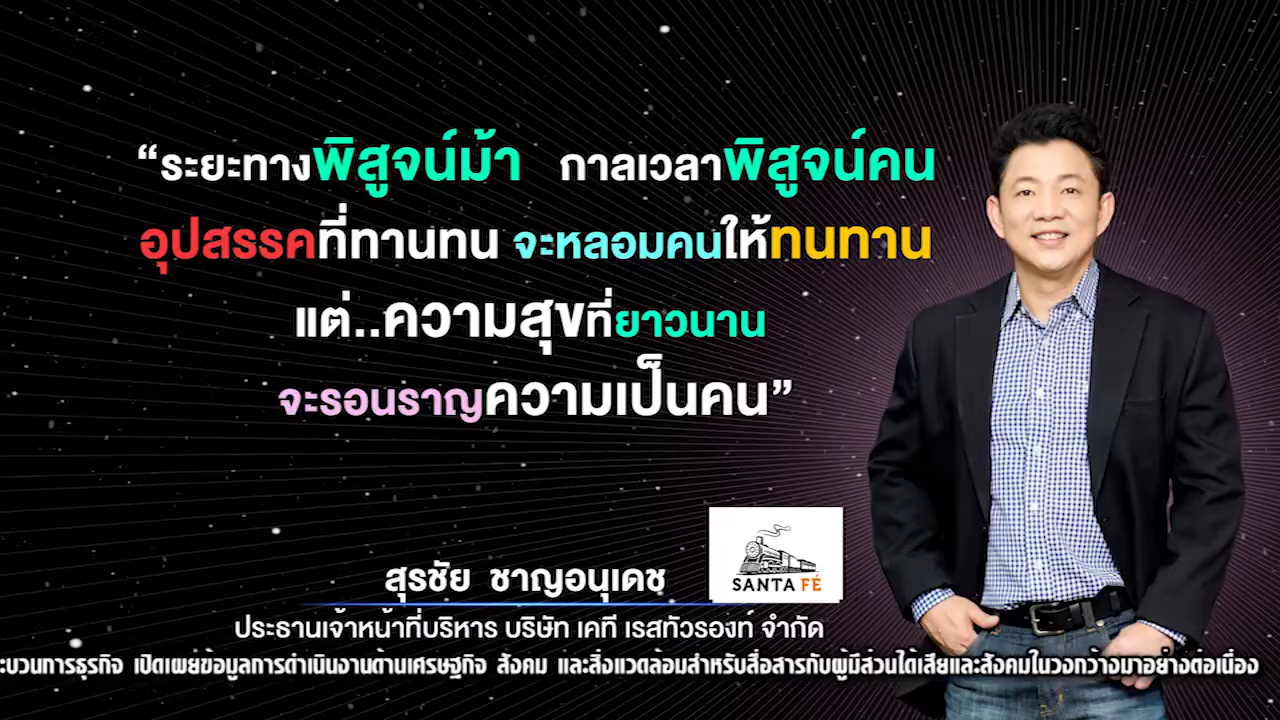 “ระยะทางพิสูจน์ม้า กาลเวลาพิสูจน์คน
อุปสรรคที่ทานทน จะหลอมคนให้ทนทาน
แต่..ความสุขที่ยาวนาน
จะรอนราญความเป็นคน”
SANTA FÉ
สุรชัย ชาญอนุเดช
ประธานเจ้าหน้าที่บริหาร บริษัท เคที เรสทัวรองท์ จำกัด
ะบวนการธุรกิจ เปิดเผยข้อมูลการดำเนินงานด้านเศรษฐกิจ สังคม และสิ่งแวดล้อมสำหรับสื่อสารกับผู้มีส่วนได้เสียและสังคมในวงกว้างมาอย่างต่อเนื่อง